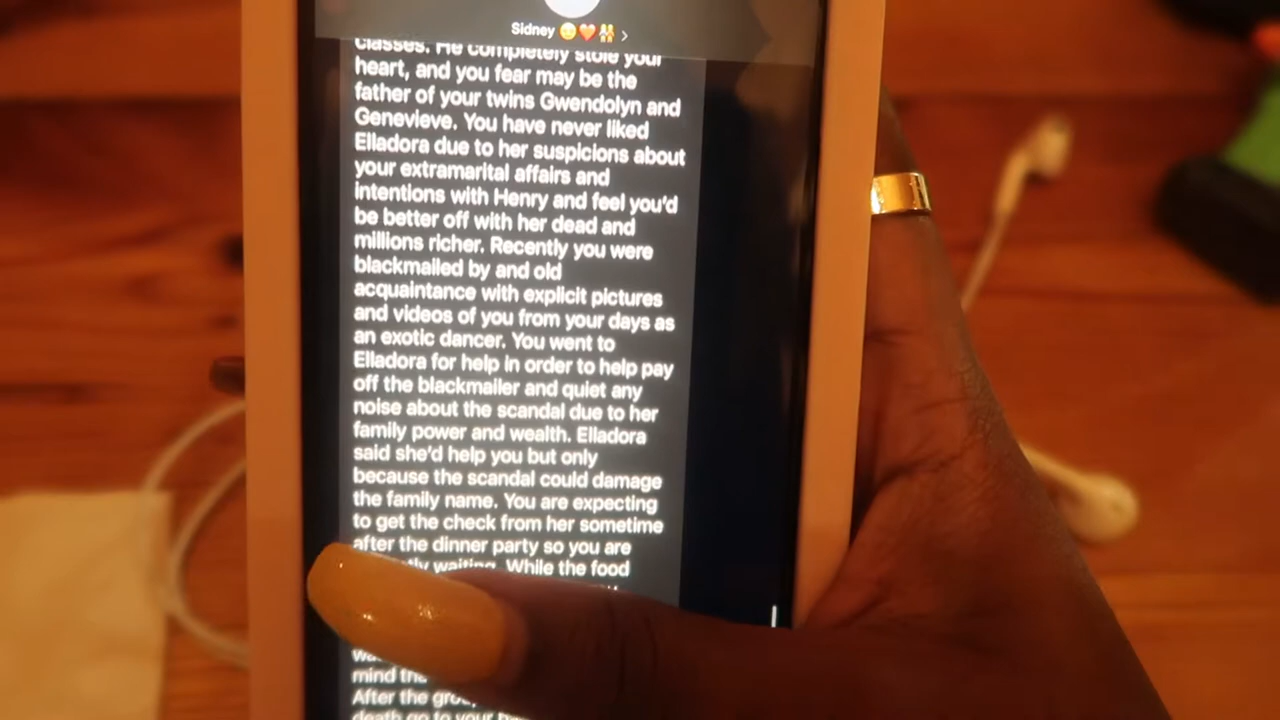 Sidney 🥺❤️👯 >
classes. He completely stole your
heart, and you fear may be the
father of your twins Gwendolyn and
Genevieve. You have never liked
Elladora due to her suspicions about
your extramarital affairs and
intentions with Henry and feel you'd
be better off with her dead and
millions richer. Recently you were
blackmailed by and old
acquaintance with explicit pictures
and videos of you from your days as
an exotic dancer. You went to
Elladora for help in order to help pay
off the blackmailer and quiet any
noise about the scandal due to her
family power and wealth. Elladora
said she'd help you but only
because the scandal could damage
the family name. You are expecting
to get the check from her sometime
after the dinner party so you are
waiting. While the food
mind
After the
death go to your